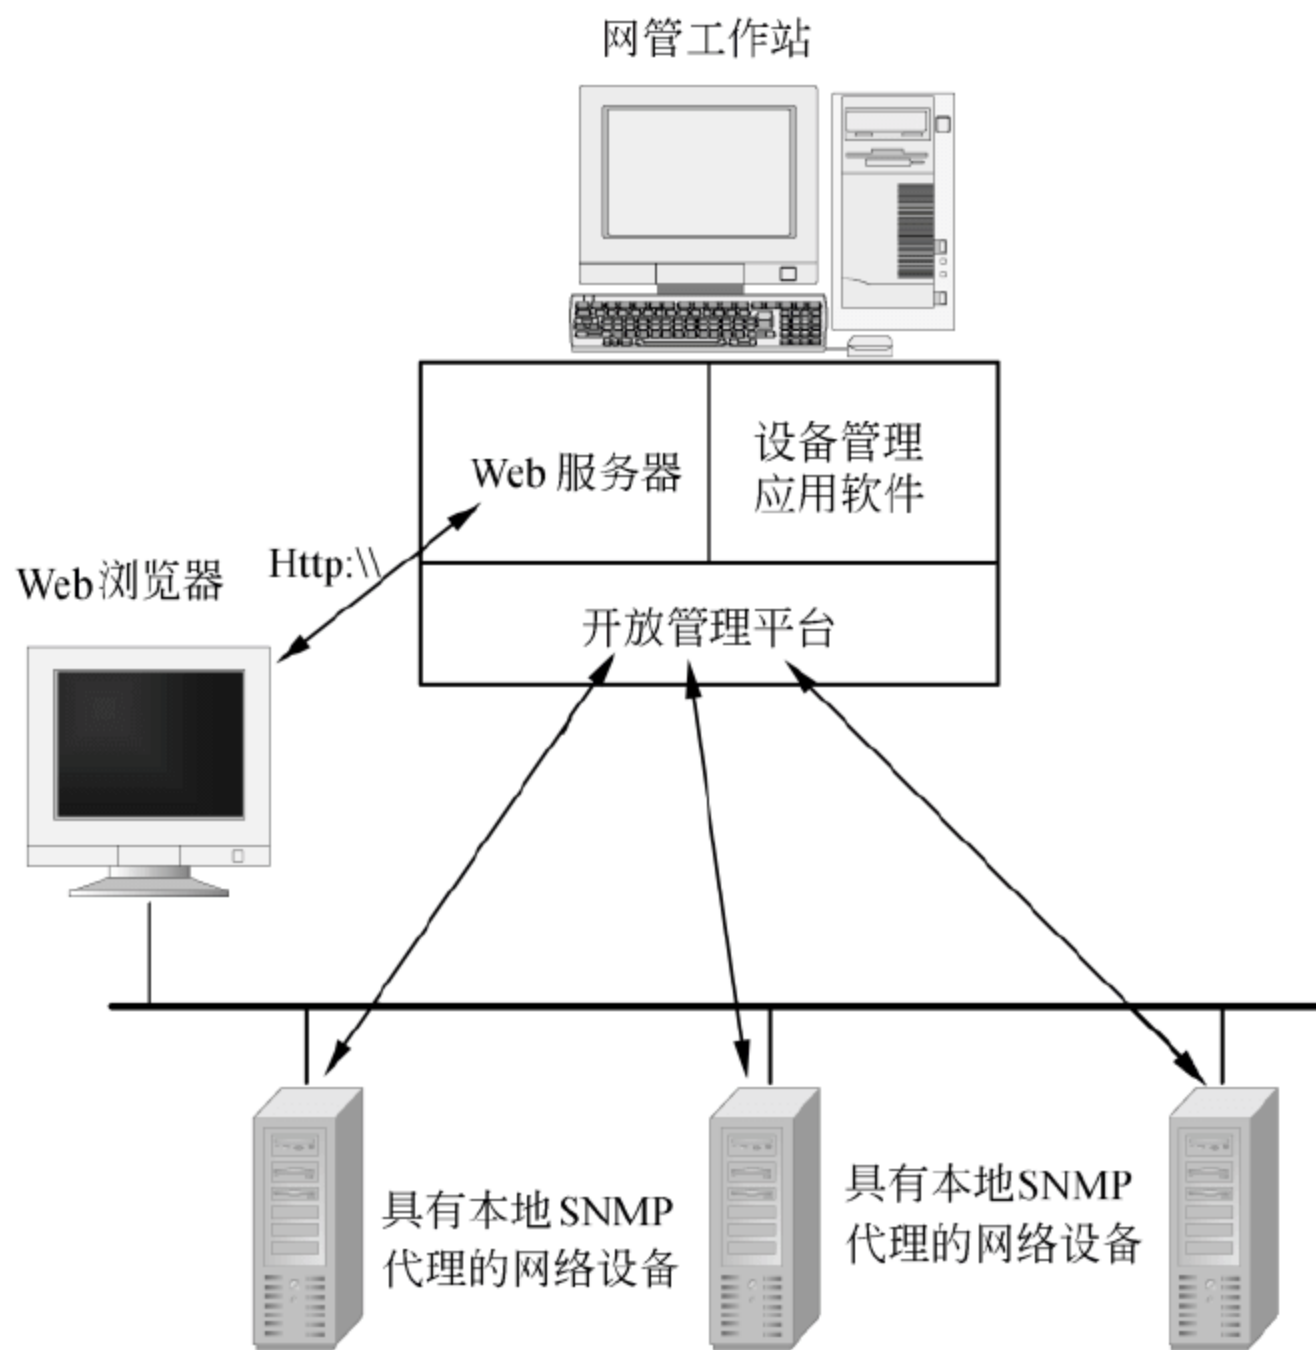 网管工作站
Web 服务器
设备管理
应用软件
Http:\\
Web浏览器
开放管理平台
具有本地SNMP
代理的网络设备
具有本地SNMP
代理的网络设备